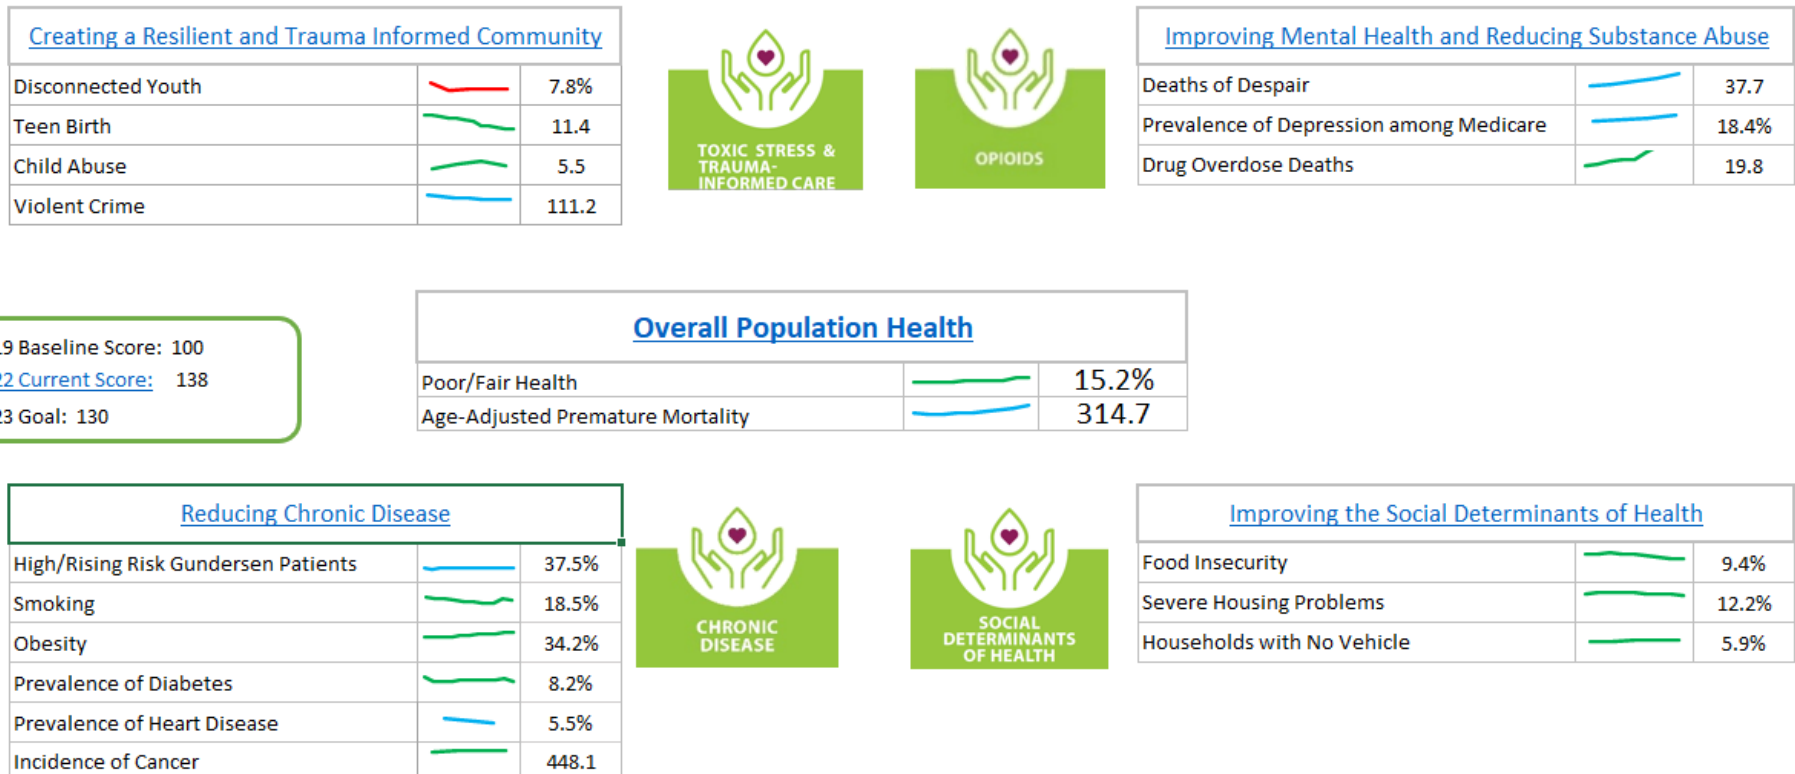 Creating a Resilient and Trauma Informed Community
Disconnected Youth 7.8%
Teen Birth 11.4
Child Abuse 5.5
Violent Crime 111.2
TOXIC STRESS &
TRAUMA-
INFORMED CARE
OPIOIDS
Improving Mental Health and Reducing Substance Abuse
Deaths of Despair 37.7
Prevalence of Depression among Medicare 18.4%
Drug Overdose Deaths 19.8
9 Baseline Score: 100
22 Current Score: 138
23 Goal: 130
Overall Population Health
Poor/Fair Health 15.2%
Age-Adjusted Premature Mortality 314.7
Reducing Chronic Disease
High/Rising Risk Gundersen Patients 37.5%
Smoking 18.5%
Obesity 34.2%
Prevalence of Diabetes 8.2%
Prevalence of Heart Disease 5.5%
Incidence of Cancer 448.1
CHRONIC
DISEASE
SOCIAL
DETERMINANTS
OF HEALTH
Improving the Social Determinants of Health
Food Insecurity 9.4%
Severe Housing Problems 12.2%
Households with No Vehicle 5.9%